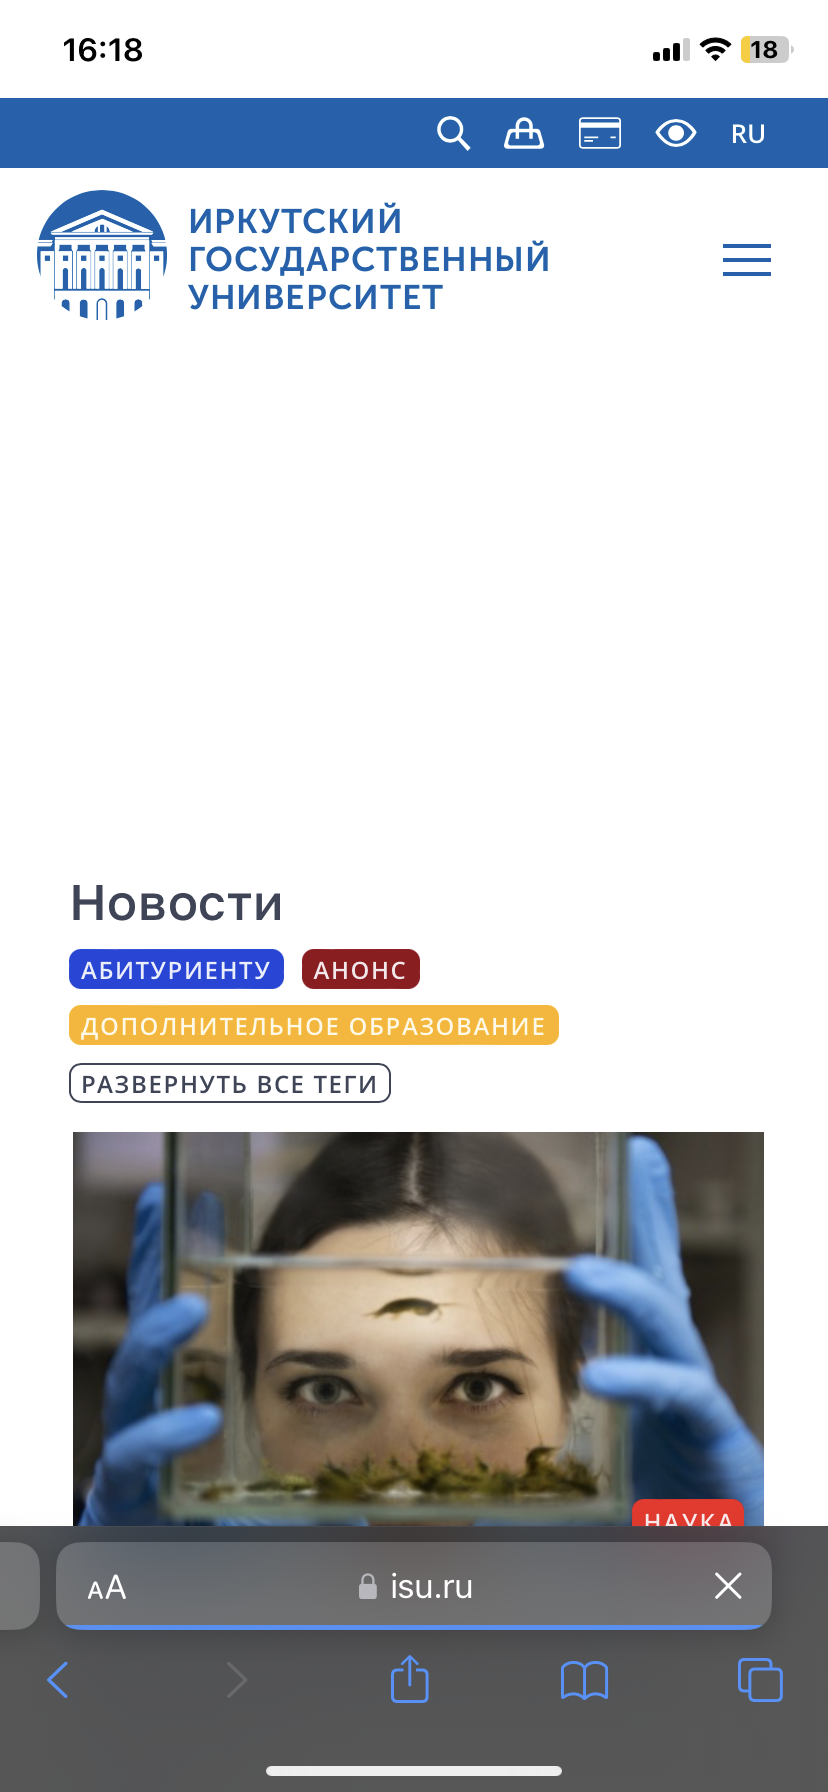 16:18
18
RU
ИРКУТСКИЙ
ГОСУДАРСТВЕННЫЙ
УНИВЕРСИТЕТ
Новости
АБИТУРИЕНТУ АНОНС
ДОПОЛНИТЕЛЬНОЕ ОБРАЗОВАНИЕ
РАЗВЕРНУТЬ ВСЕ ТЕГИ
НАУКА
AA isu.ru